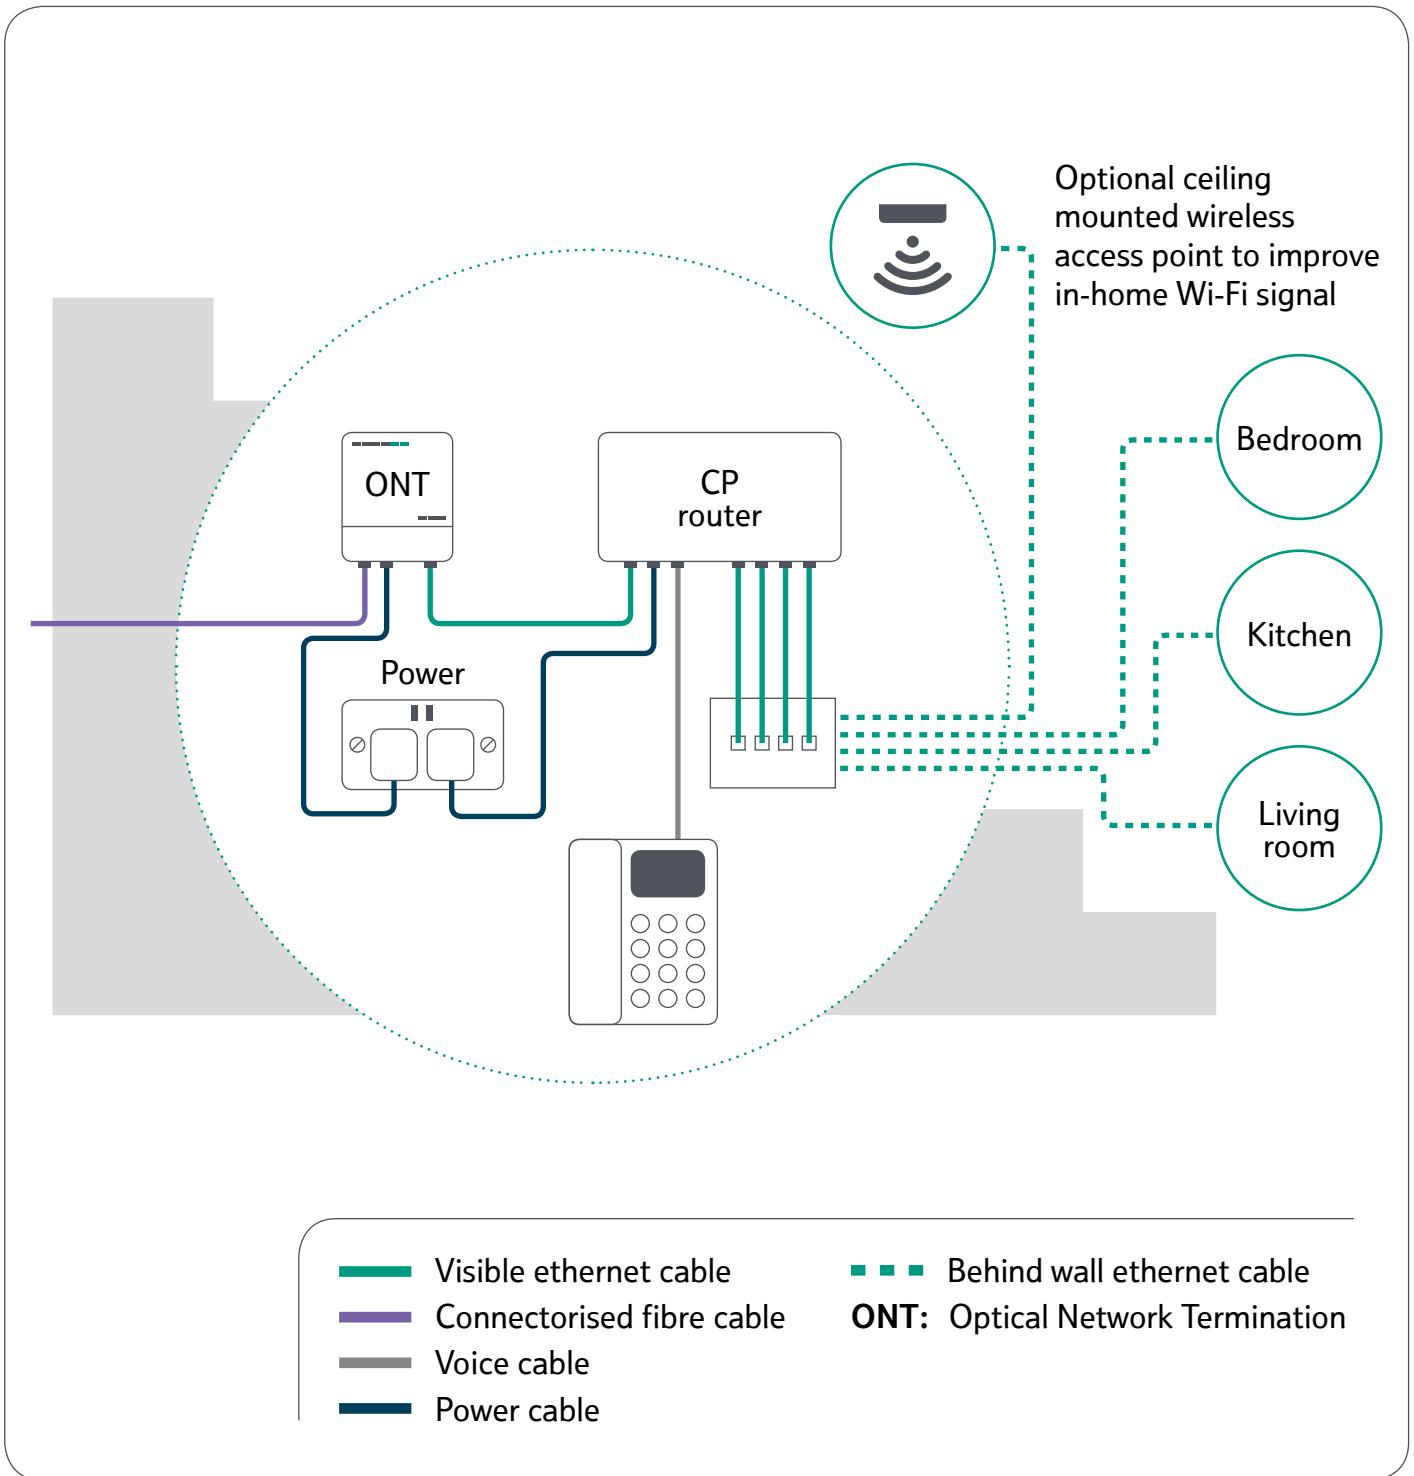 Optional ceiling
mounted wireless
access point to improve
in-home Wi-Fi signal
Bedroom
ONT
CP
router
Kitchen
Power
Living
room
Visible ethernet cable
Connectorised fibre cable
Voice cable
Power cable
Behind wall ethernet cable
ONT: Optical Network Termination